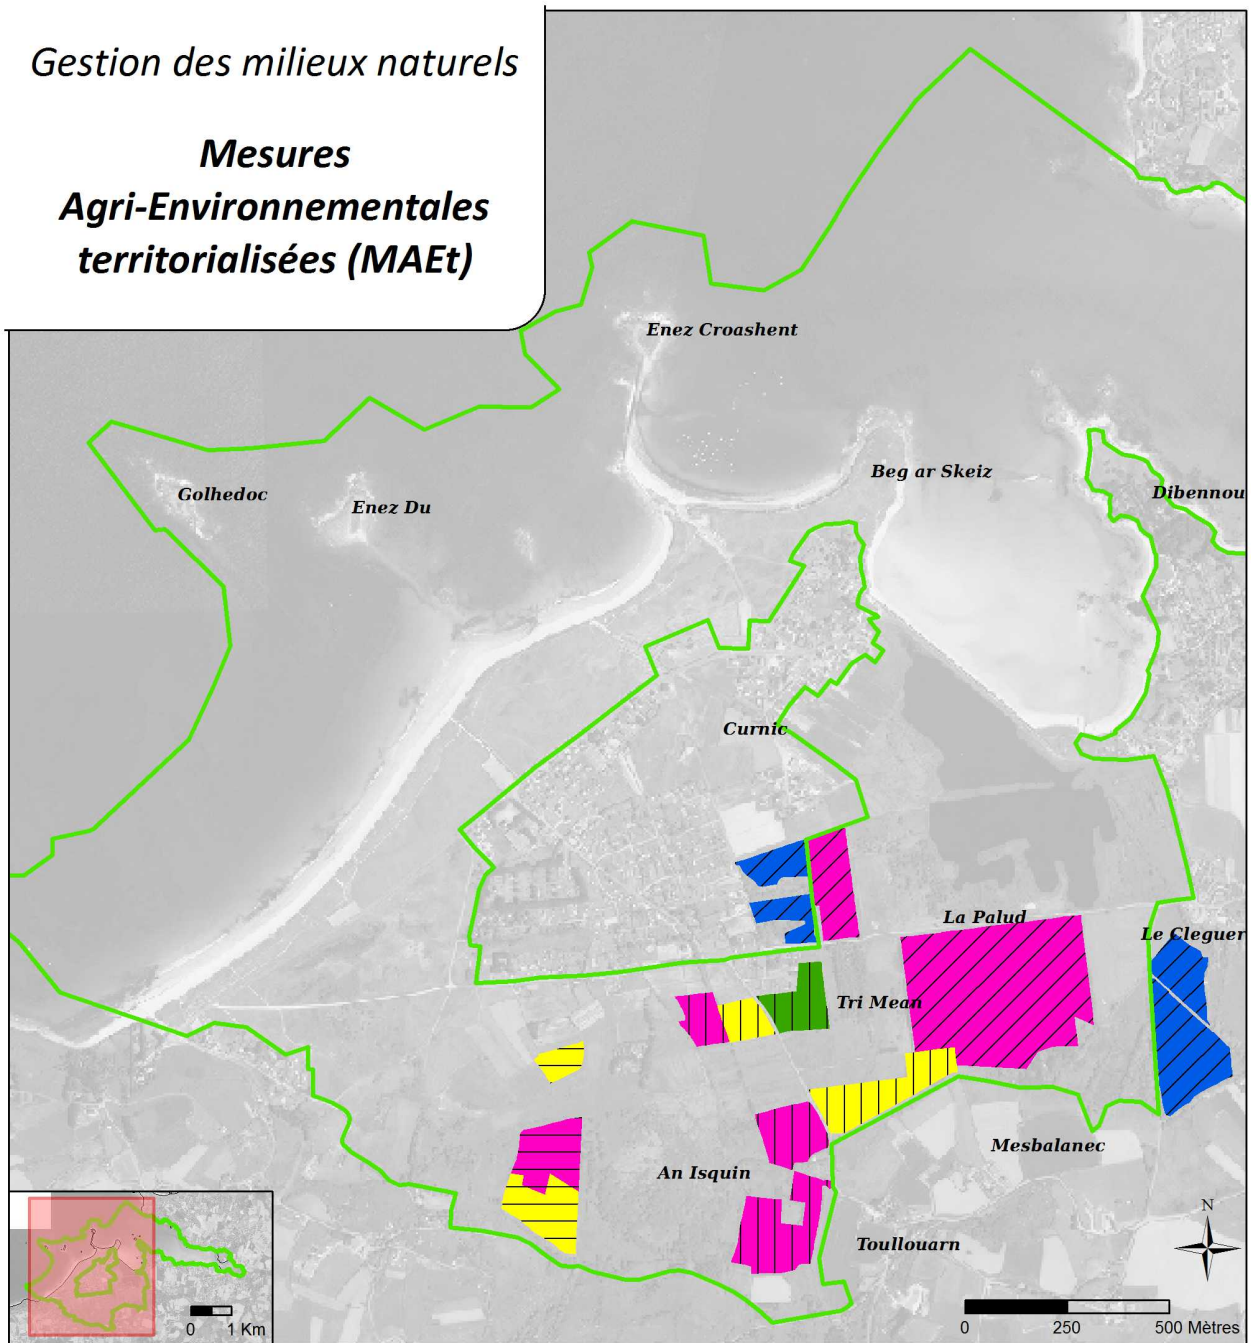 Gestion des milieux naturels
Mesures
Agri-Environnementales
territorialisées (MAEt)
Enez Croashent
Beg ar Skeiz
Golhedoc
Enez Du
Dibennou
Curnic
La Palud
Le Cleguer
Tri Mean
Mesbalanec
An Isquin
Toullouarn
N
0 1 Km
0 250 500 Mètres